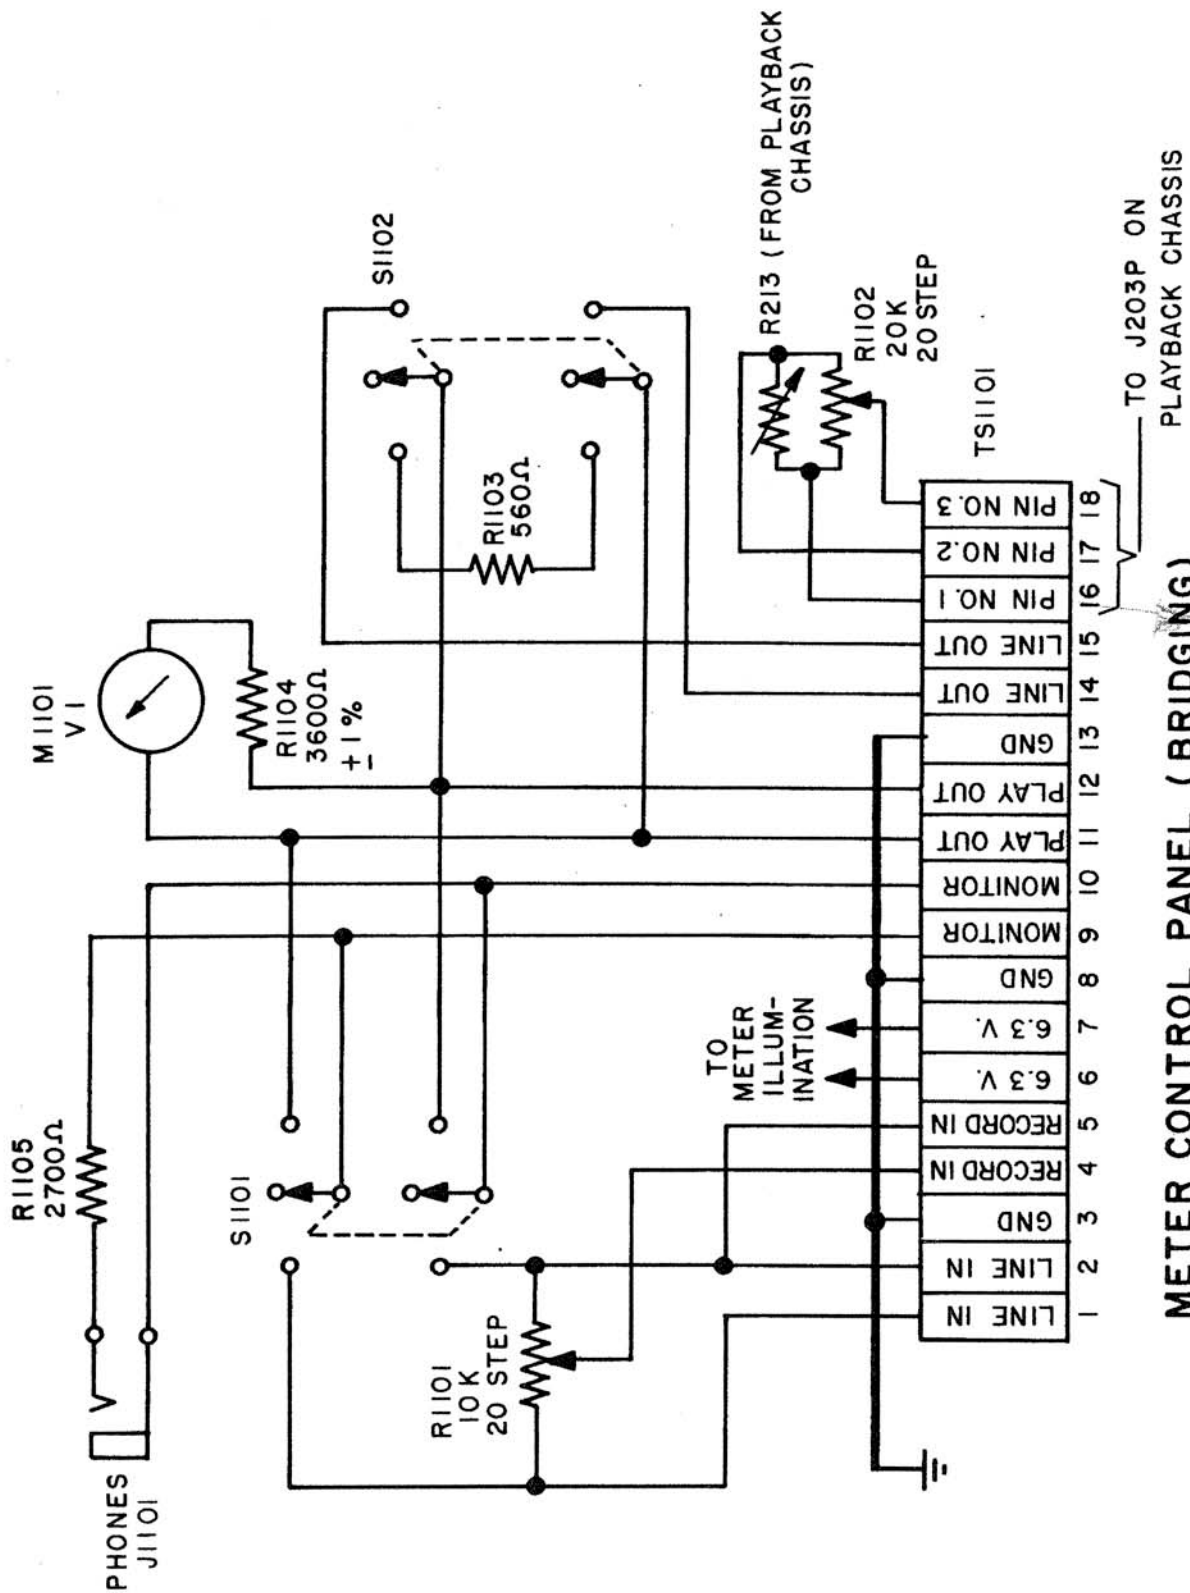 M1101
V I
R1105
2700Ω
PHONES
J1101
S1101
R1104
3600Ω
+ 1 %
–
S1102
R1103
560Ω
R1101
10 K
20 STEP
TO
METER
ILLUM-
INATION
R213 ( FROM PLAYBACK
CHASSIS )
R1102
20K
20 STEP
TS1101
LINE IN
LINE IN
GND
RECORD IN
RECORD IN
6.3 V.
6.3 V.
GND
MONITOR
MONITOR
PLAY OUT
PLAY OUT
GND
LINE OUT
LINE OUT
PIN NO. 1
PIN NO. 2
PIN NO. 3
1 2 3 4 5 6 7 8 9 10 11 12 13 14 15 16 17 18
TO J203P ON
PLAYBACK CHASSIS
METER CONTROL PANEL (BRIDGING)